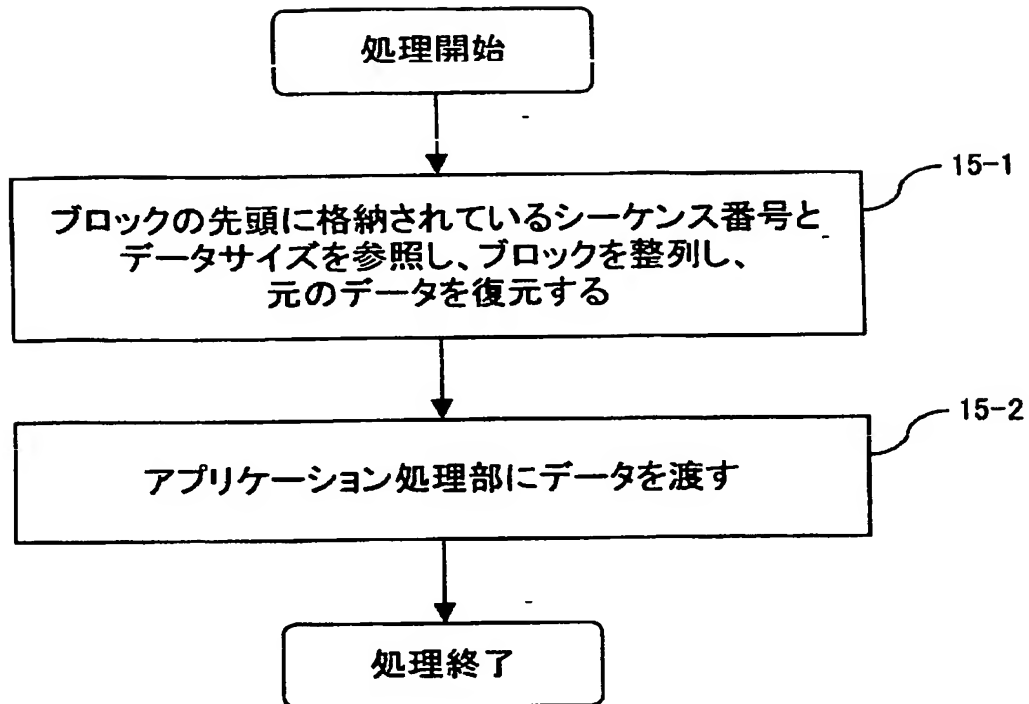 処理開始
15-1
ブロックの先頭に格納されているシーケンス番号と
データサイズを参照し、ブロックを整列し、
元のデータを復元する
15-2
アプリケーション処理部にデータを渡す
処理終了